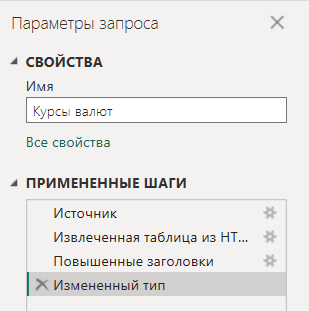 Параметры запроса
СВОЙСТВА
Имя
Курсы валют
Все свойства
ПРИМЕНЕННЫЕ ШАГИ
Источник
Извлеченная таблица из HT...
Повышенные заголовки
Измененный тип